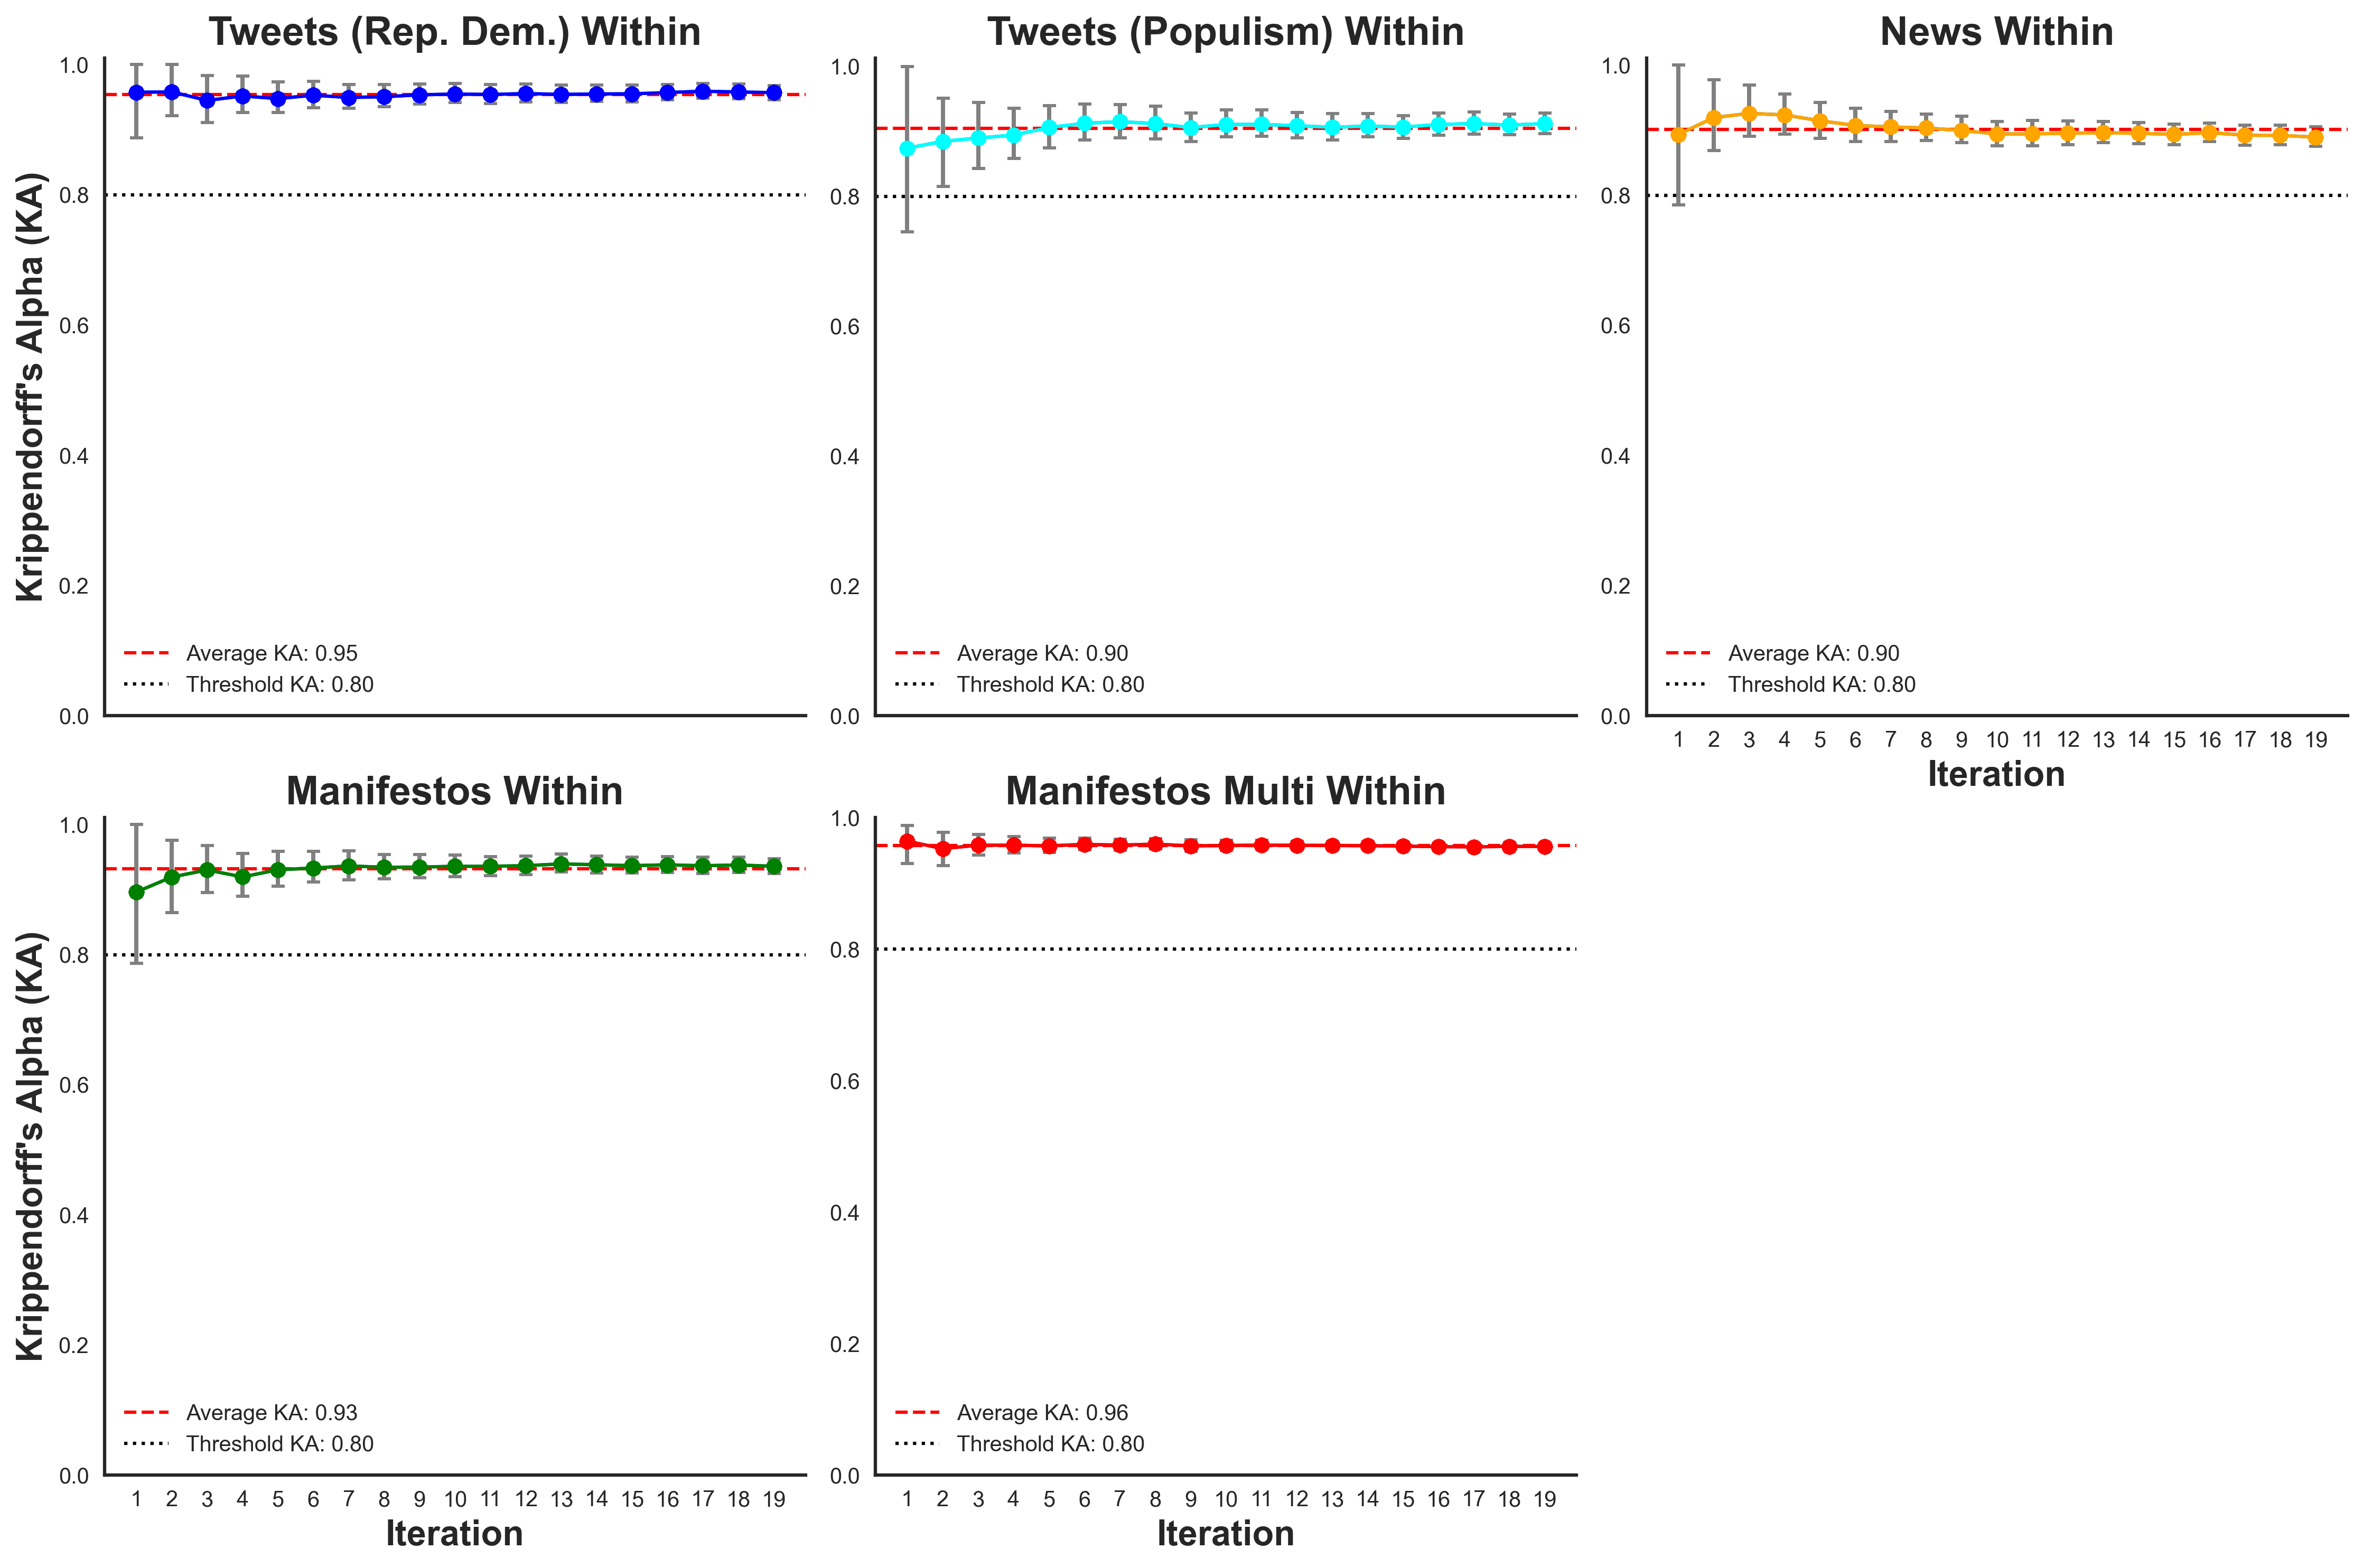 Tweets (Rep. Dem.) Within
Krippendorff's Alpha (KA)
1.0
0.8
0.6
0.4
0.2
0.0
Average KA: 0.95
Threshold KA: 0.80
Tweets (Populism) Within
1.0
0.8
0.6
0.4
0.2
0.0
Average KA: 0.90
Threshold KA: 0.80
News Within
1.0
0.8
0.6
0.4
0.2
0.0
Average KA: 0.90
Threshold KA: 0.80
1 2 3 4 5 6 7 8 9 10 11 12 13 14 15 16 17 18 19
Iteration
Manifestos Within
Krippendorff's Alpha (KA)
1.0
0.8
0.6
0.4
0.2
0.0
Average KA: 0.93
Threshold KA: 0.80
1 2 3 4 5 6 7 8 9 10 11 12 13 14 15 16 17 18 19
Iteration
Manifestos Multi Within
1.0
0.8
0.6
0.4
0.2
0.0
Average KA: 0.96
Threshold KA: 0.80
1 2 3 4 5 6 7 8 9 10 11 12 13 14 15 16 17 18 19
Iteration